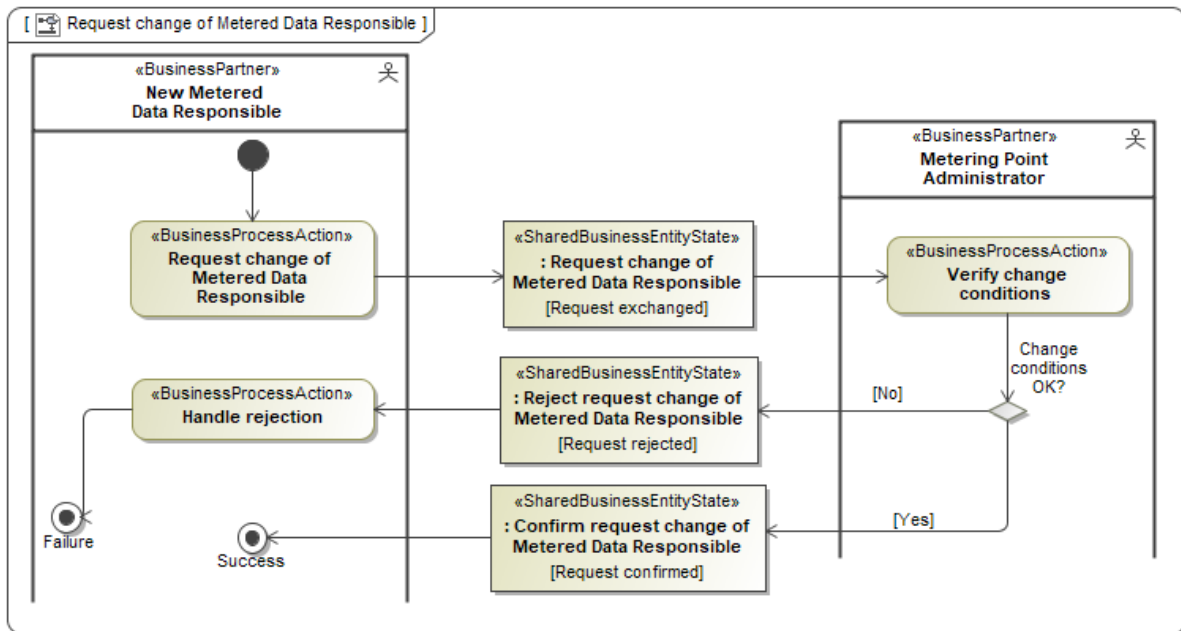 [ Request change of Metered Data Responsible ]
«BusinessPartner»
New Metered
Data Responsible
«BusinessPartner»
Metering Point
Administrator
«BusinessProcessAction»
Request change of
Metered Data
Responsible
«SharedBusinessEntityState»
: Request change of
Metered Data Responsible
[Request exchanged]
«BusinessProcessAction»
Verify change
conditions
Change
conditions
OK?
[No]
«SharedBusinessEntityState»
: Reject request change of
Metered Data Responsible
[Request rejected]
«BusinessProcessAction»
Handle rejection
[Yes]
«SharedBusinessEntityState»
: Confirm request change of
Metered Data Responsible
[Request confirmed]
Failure
Success